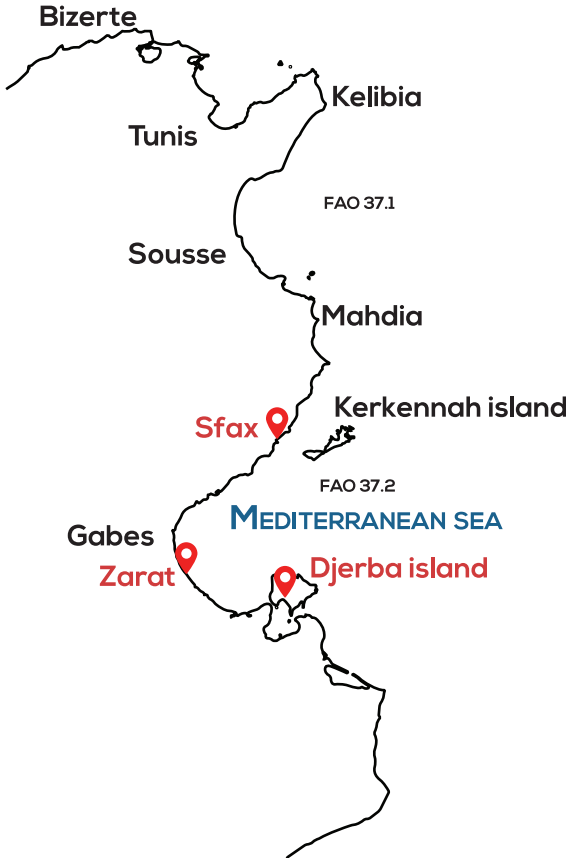 Bizerte
Kelibia
Tunis
FAO 37.1
Sousse
Mahdia
Kerkennah island
Sfax
FAO 37.2
MEDITERRANEAN SEA
Gabes
Djerba island
Zarat